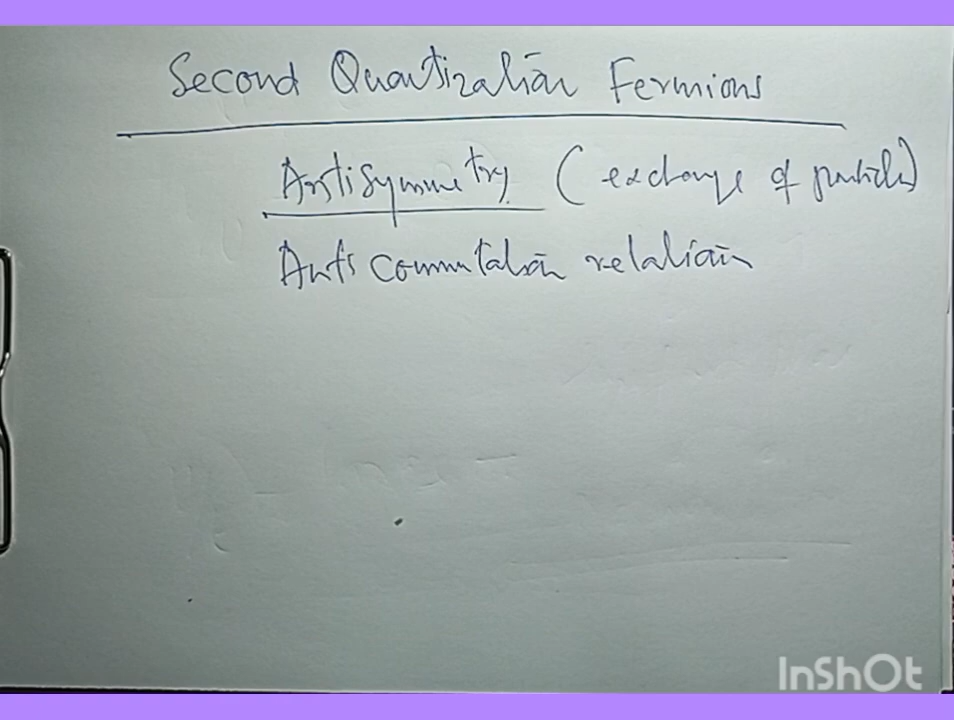 Second Quantization Fermions
Antisymmetry (exchange of particle)
Anti commutation relation
InShOt